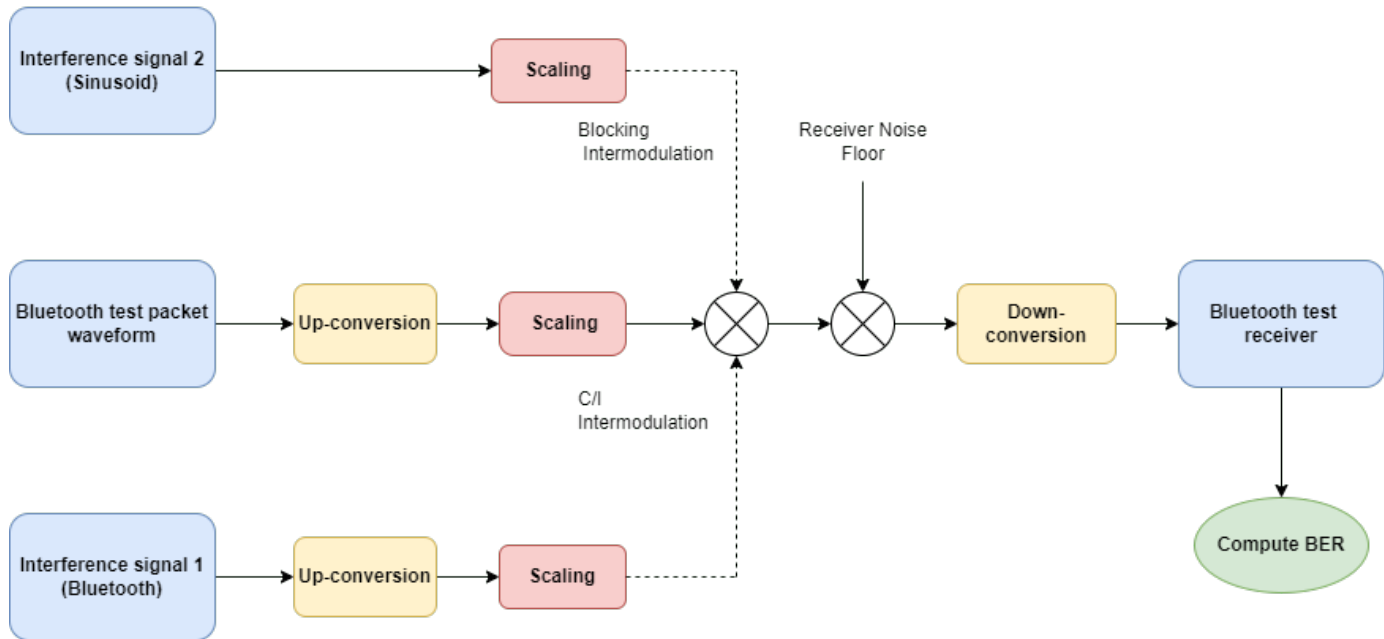 Interference signal 2
(Sinusoid)
Scaling
Blocking
Intermodulation
Receiver Noise
Floor
Bluetooth test packet
waveform
Up-conversion
Scaling
Down-
conversion
Bluetooth test
receiver
C/I
Intermodulation
Interference signal 1
(Bluetooth)
Up-conversion
Scaling
Compute BER